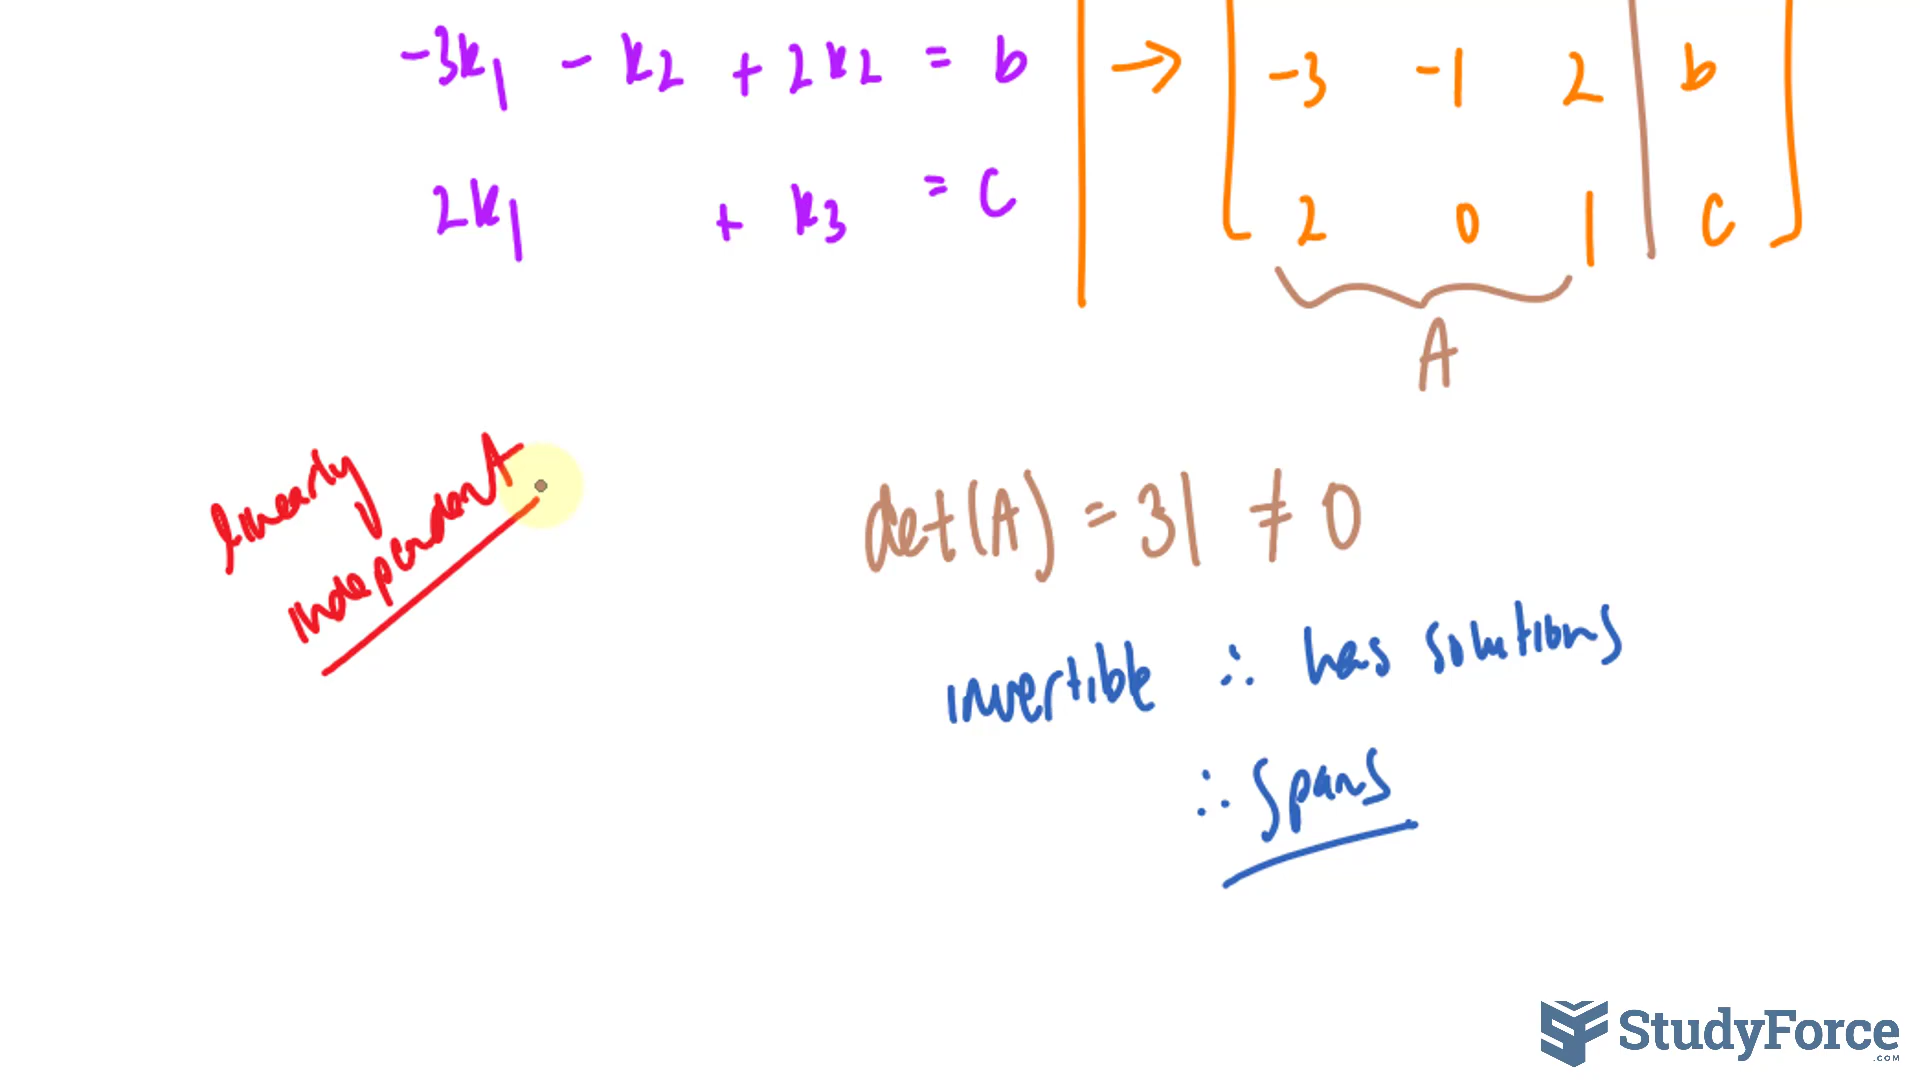 -3k1 - k2 + 2k2 = b → -3 -1 2 b
2k1 + k3 = c 2 0 1 c
A
linearly
independent
det(A) = 31 ≠ 0
invertible ∴ has solutions
∴ spans
StudyForce
.COM